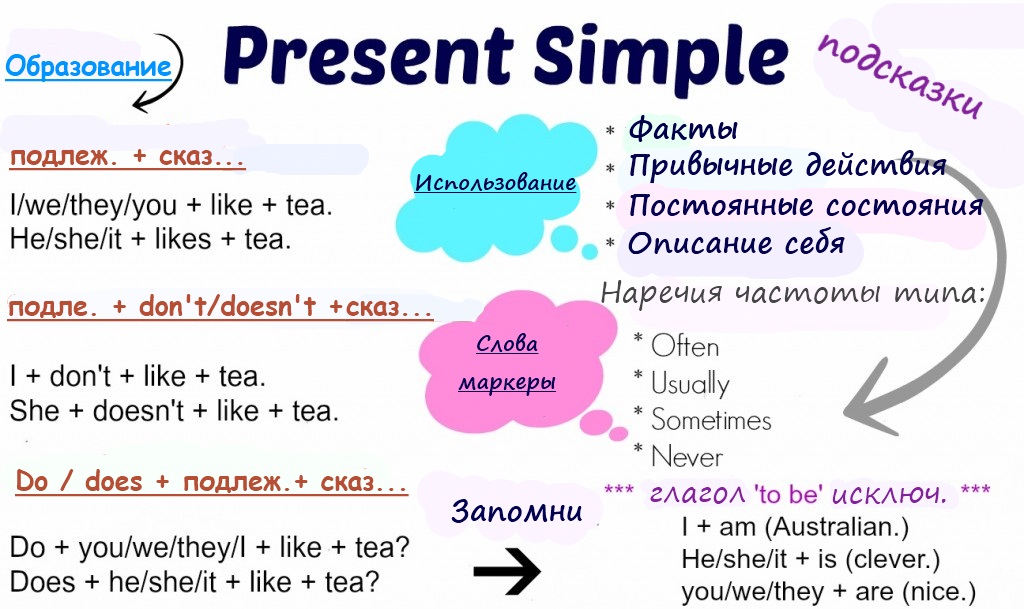 Present Simple
Образование
подсказки
подлеж. + сказ...
I/we/they/you + like + tea.
He/she/it + likes + tea.
подле. + don't/doesn't +сказ...
I + don't + like + tea.
She + doesn't + like + tea.
Do / does + подлеж.+ сказ...
Do + you/we/they/I + like + tea?
Does + he/she/it + like + tea?
Использование
* Факты
* Привычные действия
* Постоянные состояния
* Описание себя
Слова
маркеры
Наречия частоты типа:
* Often
* Usually
* Sometimes
* Never
Запомни
*** глагол 'to be' исключ. ***
I + am (Australian.)
He/she/it + is (clever.)
you/we/they + are (nice.)